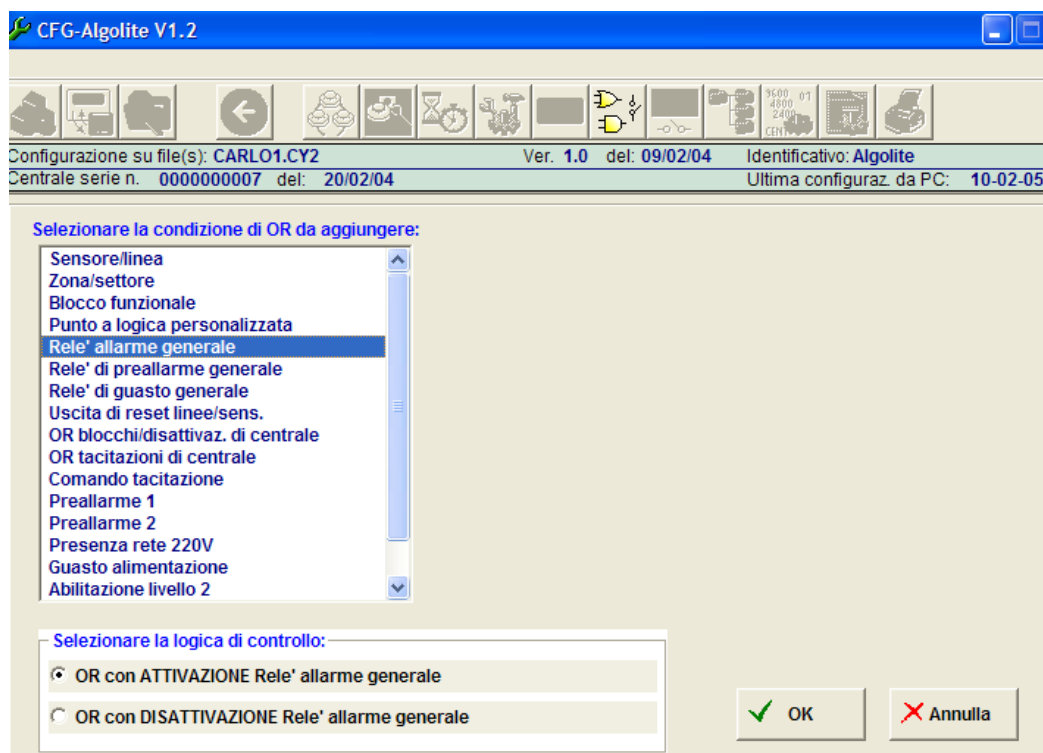 CFG-Algolite V1.2
9600 01
4800
2400
CENT
Configurazione su file(s): CARLO1.CY2 Ver. 1.0 del: 09/02/04 Identificativo: Algolite
Centrale serie n. 0000000007 del: 20/02/04 Ultima configuraz. da PC: 10-02-05
Selezionare la condizione di OR da aggiungere:
Sensore/linea
Zona/settore
Blocco funzionale
Punto a logica personalizzata
Rele' allarme generale
Rele' di preallarme generale
Rele' di guasto generale
Uscita di reset linee/sens.
OR blocchi/disattivaz. di centrale
OR tacitazioni di centrale
Comando tacitazione
Preallarme 1
Preallarme 2
Presenza rete 220V
Guasto alimentazione
Abilitazione livello 2
Selezionare la logica di controllo:
OR con ATTIVAZIONE Rele' allarme generale
OR con DISATTIVAZIONE Rele' allarme generale
OK
Annulla